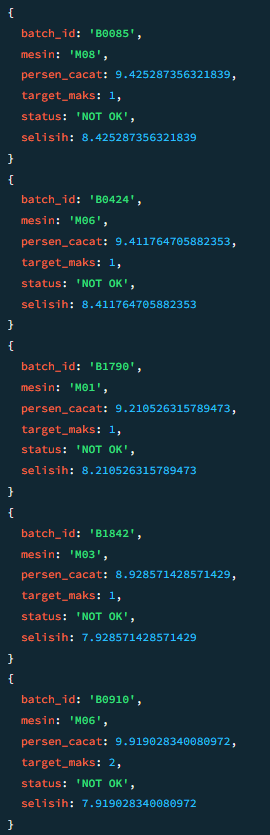 {
batch_id: 'B0085',
mesin: 'M08',
persen_cacat: 9.425287356321839,
target_maks: 1,
status: 'NOT OK',
selisih: 8.425287356321839
}
{
batch_id: 'B0424',
mesin: 'M06',
persen_cacat: 9.411764705882353,
target_maks: 1,
status: 'NOT OK',
selisih: 8.411764705882353
}
{
batch_id: 'B1790',
mesin: 'M01',
persen_cacat: 9.210526315789473,
target_maks: 1,
status: 'NOT OK',
selisih: 8.210526315789473
}
{
batch_id: 'B1842',
mesin: 'M03',
persen_cacat: 8.928571428571429,
target_maks: 1,
status: 'NOT OK',
selisih: 7.928571428571429
}
{
batch_id: 'B0910',
mesin: 'M06',
persen_cacat: 9.919028340080972,
target_maks: 2,
status: 'NOT OK',
selisih: 7.919028340080972
}